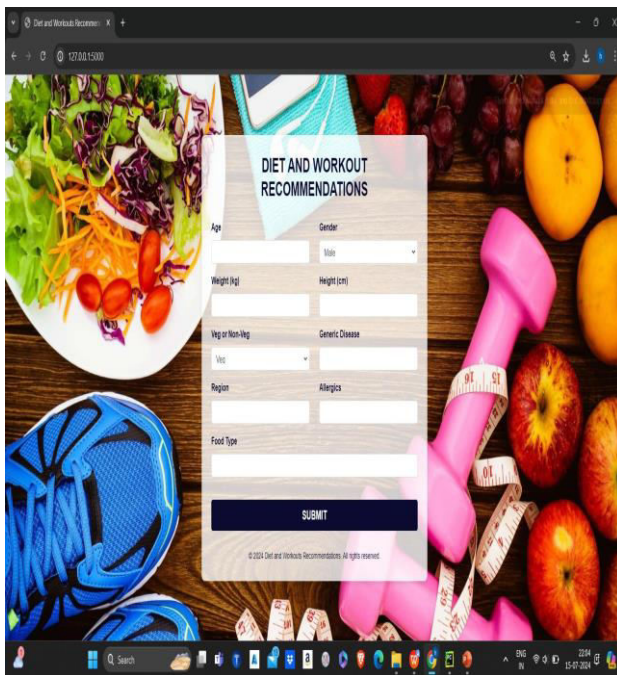 Diet and Workouts Recommen
127.0.0.1:5000
DIET AND WORKOUT
RECOMMENDATIONS
Age
Gender
Male
Weight (kg)
Height (cm)
Veg or Non-Veg
Generic Disease
Veg
Region
Allergics
Food Type
SUBMIT
© 2024 Diet and Workouts Recommendations. All rights reserved.
Search
ENG
IN
22:04
15-07-2024